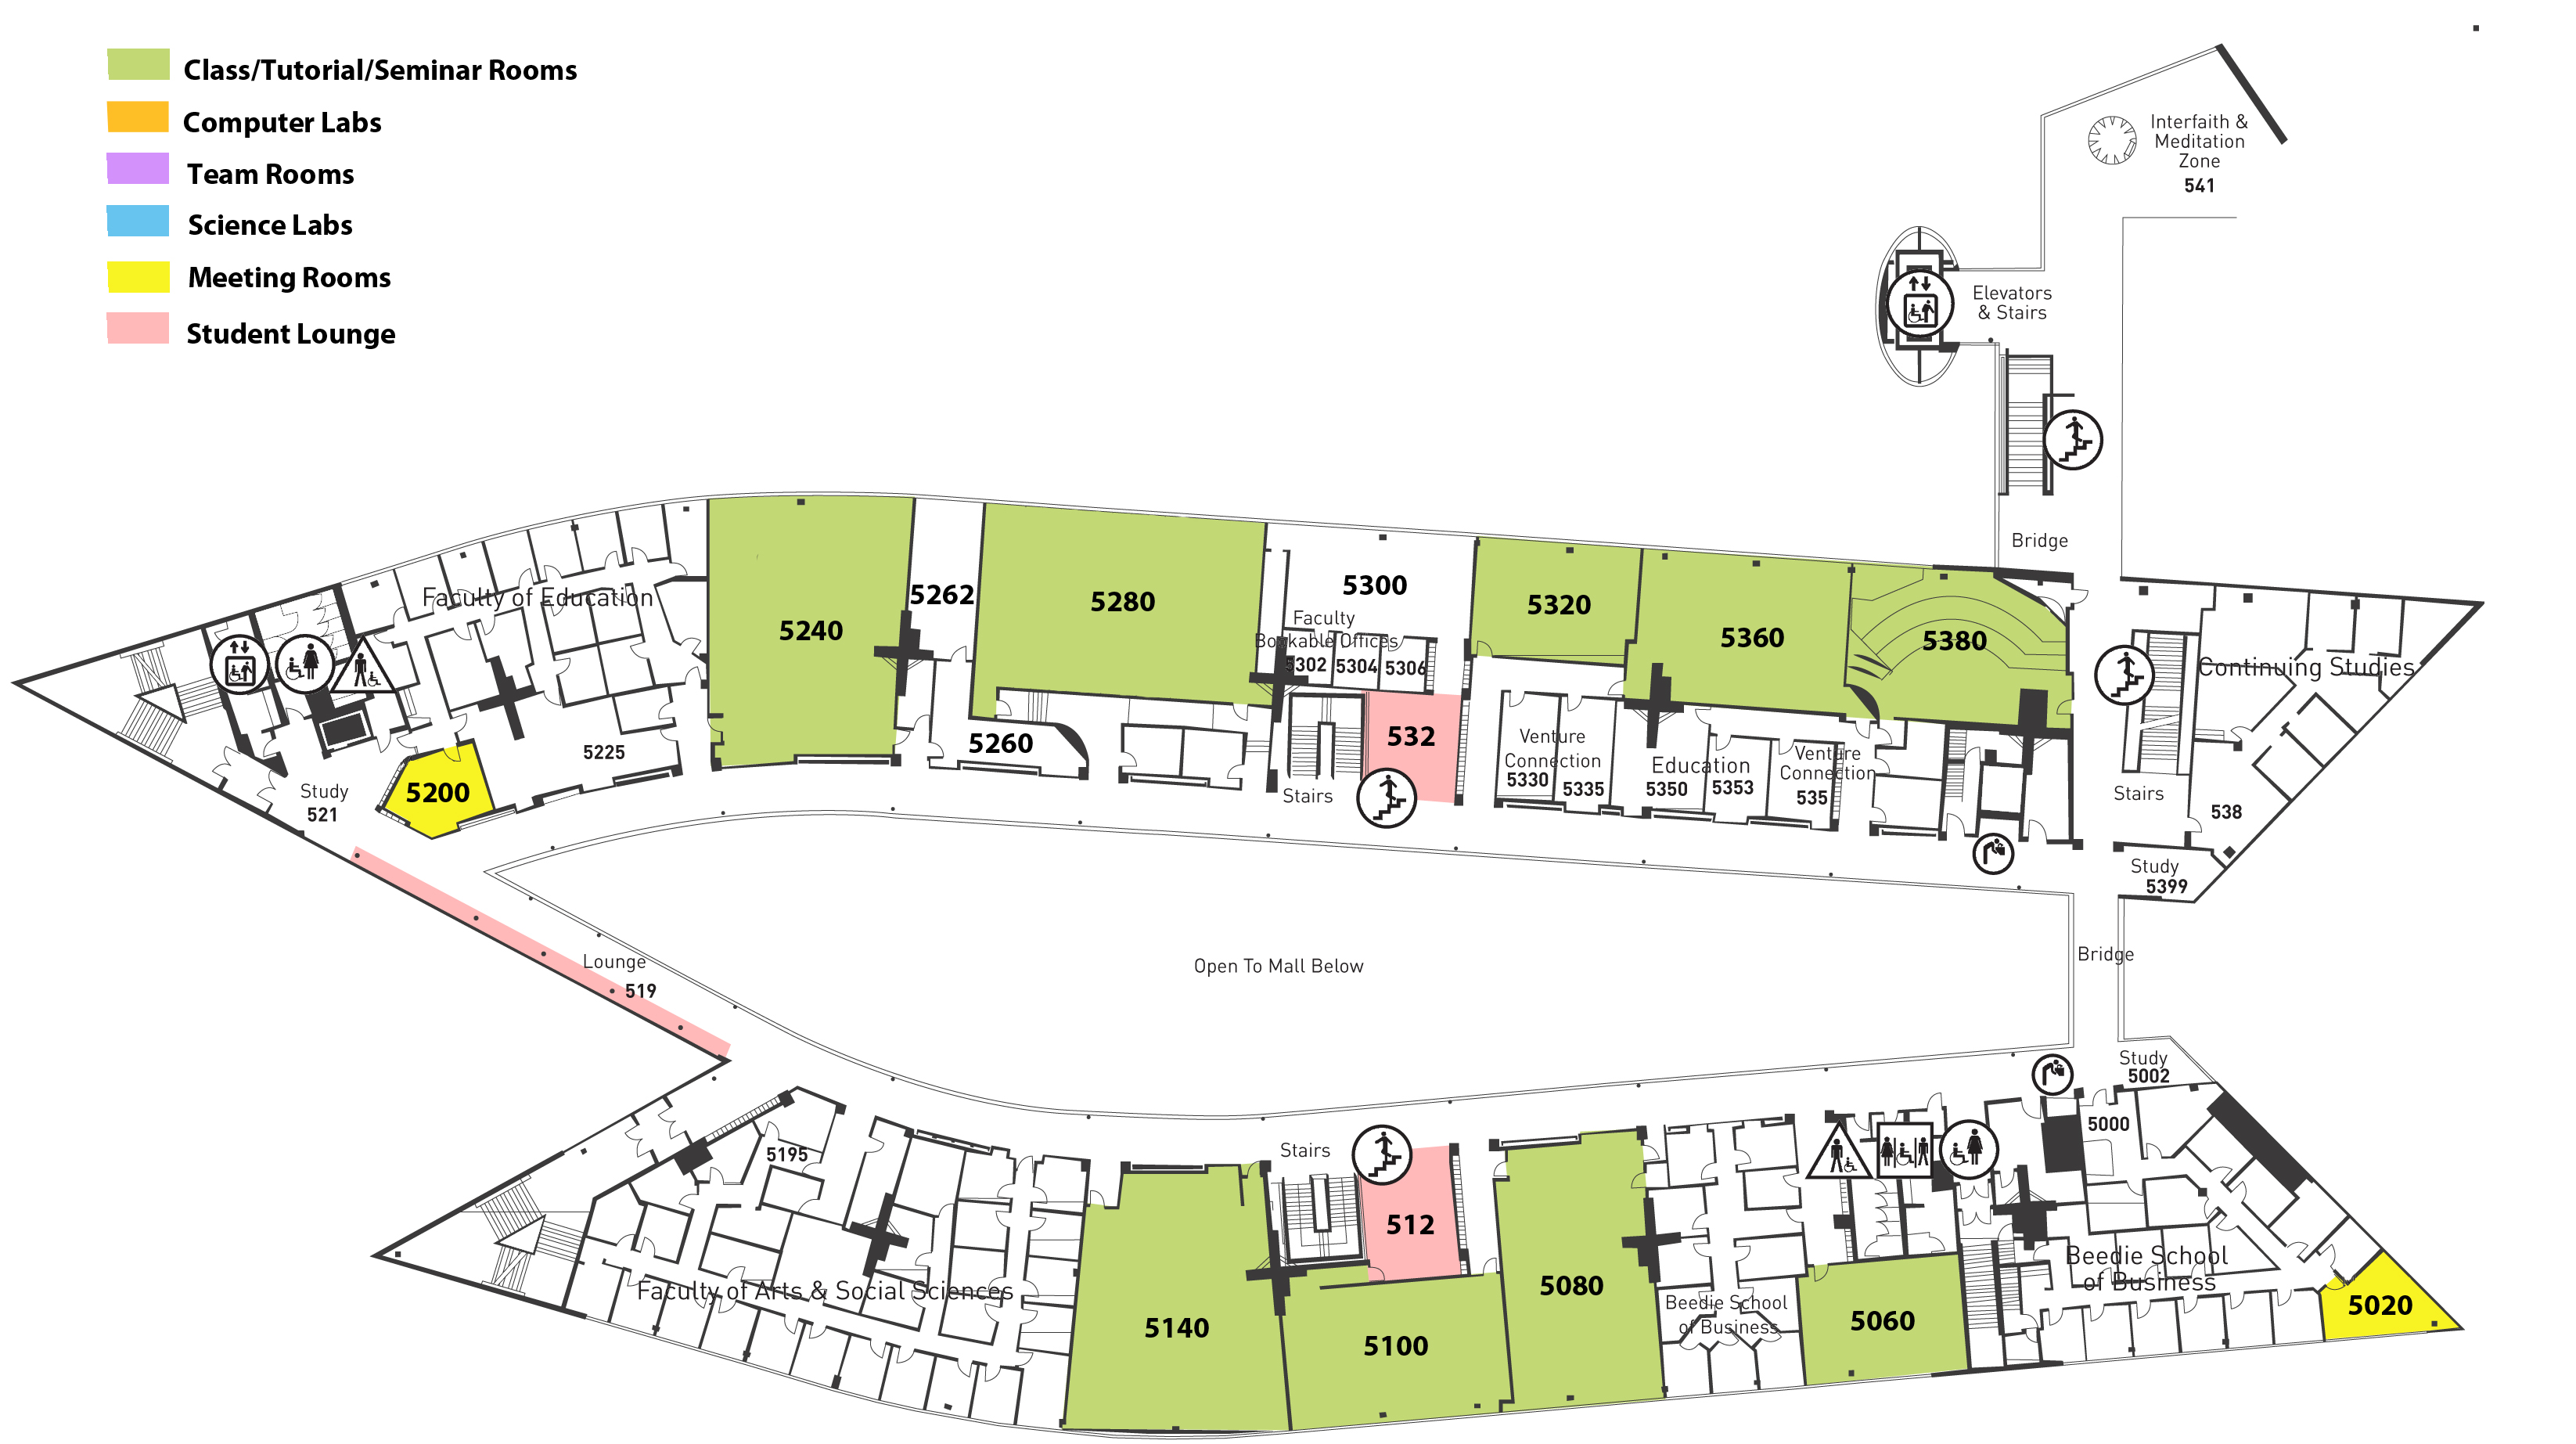 Class/Tutorial/Seminar Rooms
Computer Labs
Team Rooms
Science Labs
Meeting Rooms
Student Lounge
Interfaith &
Meditation
Zone
541
Elevators
& Stairs
Bridge
Faculty of Education
5240
5262
5280
5300
Faculty
Bookable Offices
5302
5304
5306
5320
5360
5380
Continuing Studies
5225
5200
Study
521
5260
Stairs
532
Venture
Connection
5330
5335
Education
5350
5353
Venture
Connection
535
Stairs
538
Study
5399
Lounge
519
Open To Mall Below
Bridge
Study
5002
5000
5195
Stairs
512
Faculty of Arts & Social Sciences
5140
5100
5080
Beedie School
of Business
5060
Beedie School
of Business
5020